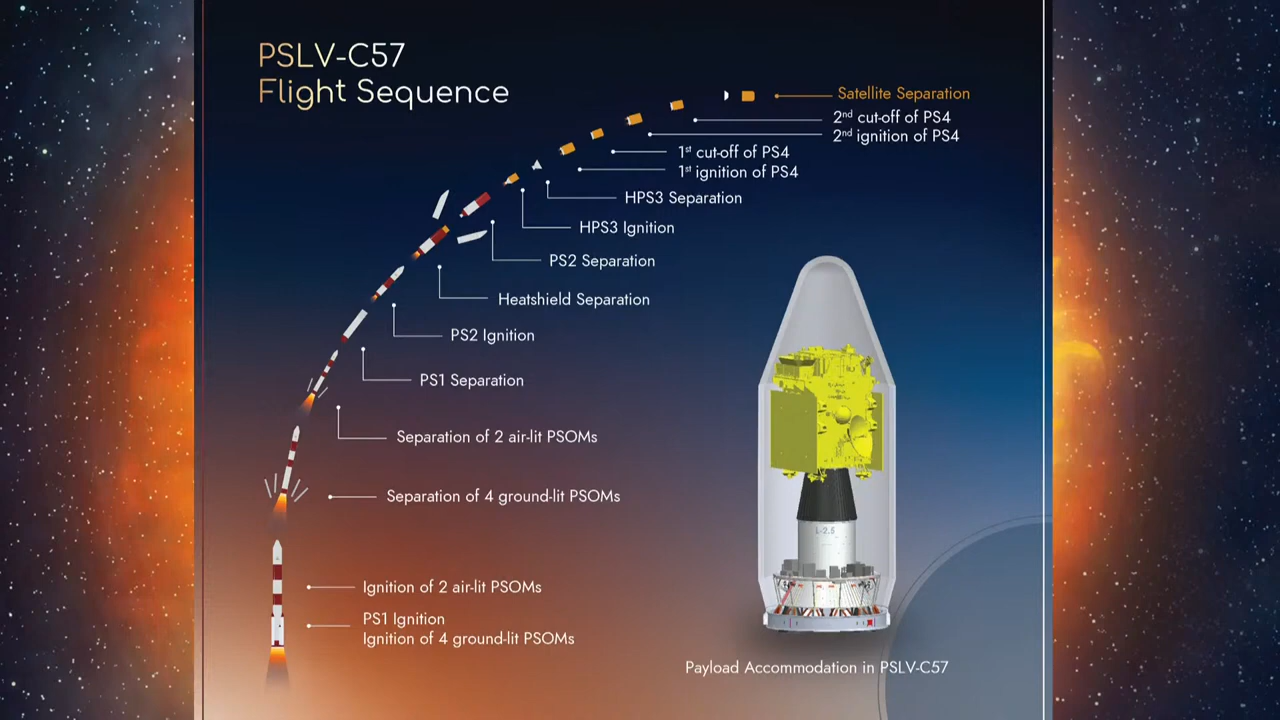 PSLV-C57
Flight Sequence
Satellite Separation
2nd cut-off of PS4
2nd ignition of PS4
1st cut-off of PS4
1st ignition of PS4
HPS3 Separation
HPS3 Ignition
PS2 Separation
Heatshield Separation
PS2 Ignition
PS1 Separation
Separation of 2 air-lit PSOMs
Separation of 4 ground-lit PSOMs
Ignition of 2 air-lit PSOMs
PS1 Ignition
Ignition of 4 ground-lit PSOMs
L-2.5
Payload Accommodation in PSLV-C57